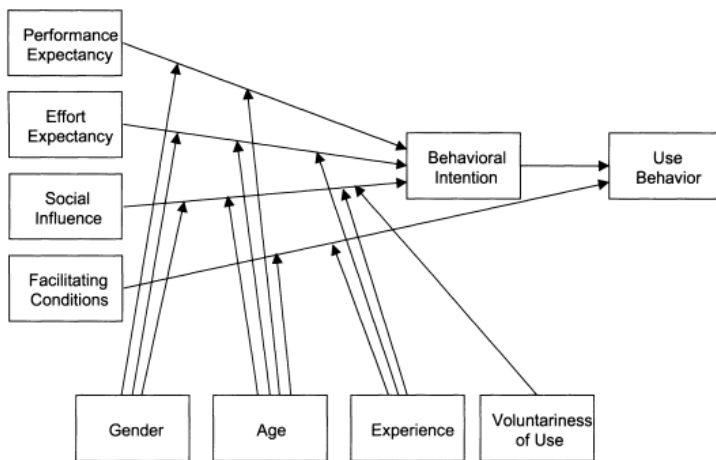 Performance
Expectancy
Effort
Expectancy
Social
Influence
Facilitating
Conditions
Behavioral
Intention
Use
Behavior
Gender
Age
Experience
Voluntariness
of Use